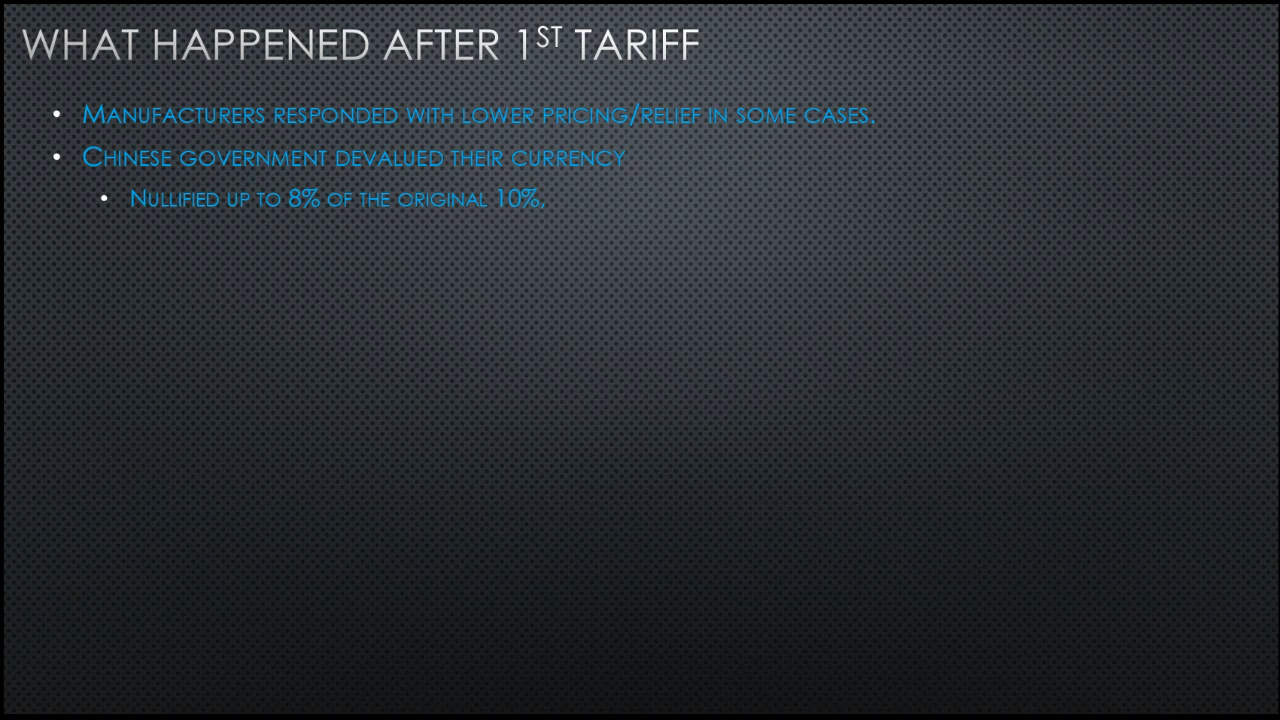 WHAT HAPPENED AFTER 1ST TARIFF
• Manufacturers responded with lower pricing/relief in some cases.
• Chinese government devalued their currency
• Nullified up to 8% of the original 10%,